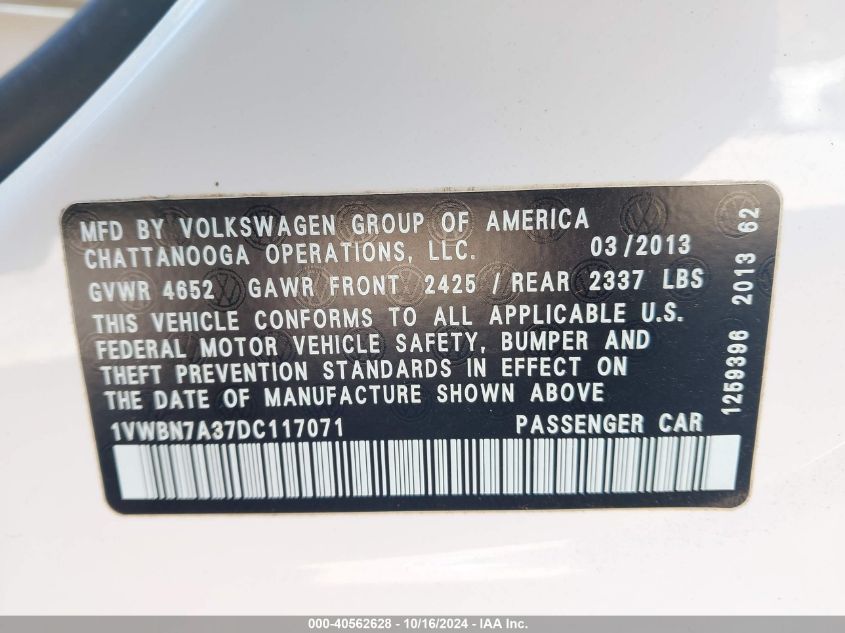 MFD BY VOLKSWAGEN GROUP OF AMERICA
CHATTANOOGA OPERATIONS, LLC. 03/2013
GVWR 4652 GAWR FRONT 2425 / REAR 2337 LBS
THIS VEHICLE CONFORMS TO ALL APPLICABLE U.S.
FEDERAL MOTOR VEHICLE SAFETY, BUMPER AND
THEFT PREVENTION STANDARDS IN EFFECT ON
THE DATE OF MANUFACTURE SHOWN ABOVE
1VWBN7A37DC117071 PASSENGER CAR
1259396 2013 62
000-40562628 - 10/16/2024 - IAA Inc.